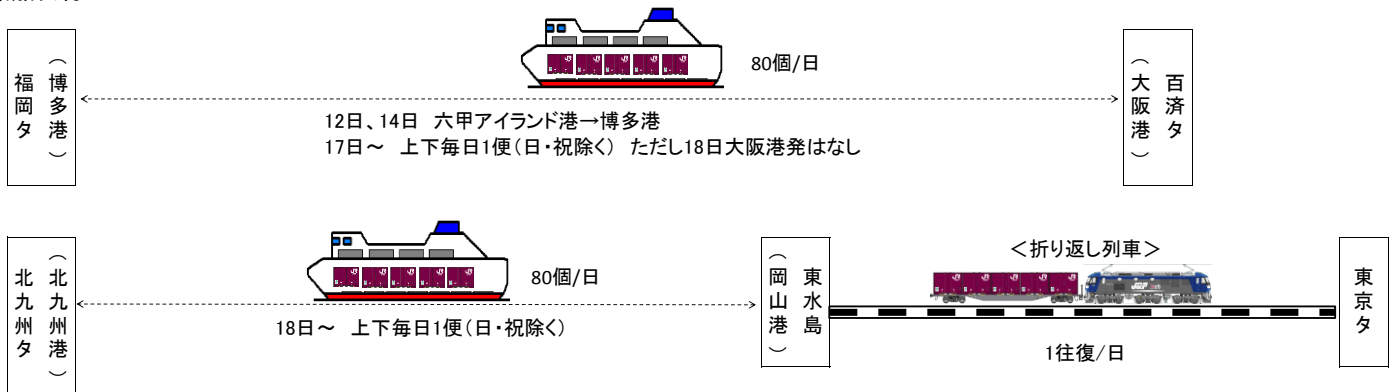 福岡タ
（博多港）
80個/日
12日、14日　六甲アイランド港→博多港
17日～　上下毎日1便（日・祝除く）　ただし18日大阪港発はなし
百済タ
（大阪港）
北九州タ
（北九州港）
80個/日
18日～　上下毎日1便（日・祝除く）
東水島
（岡山港）
＜折り返し列車＞
1往復/日
東京タ